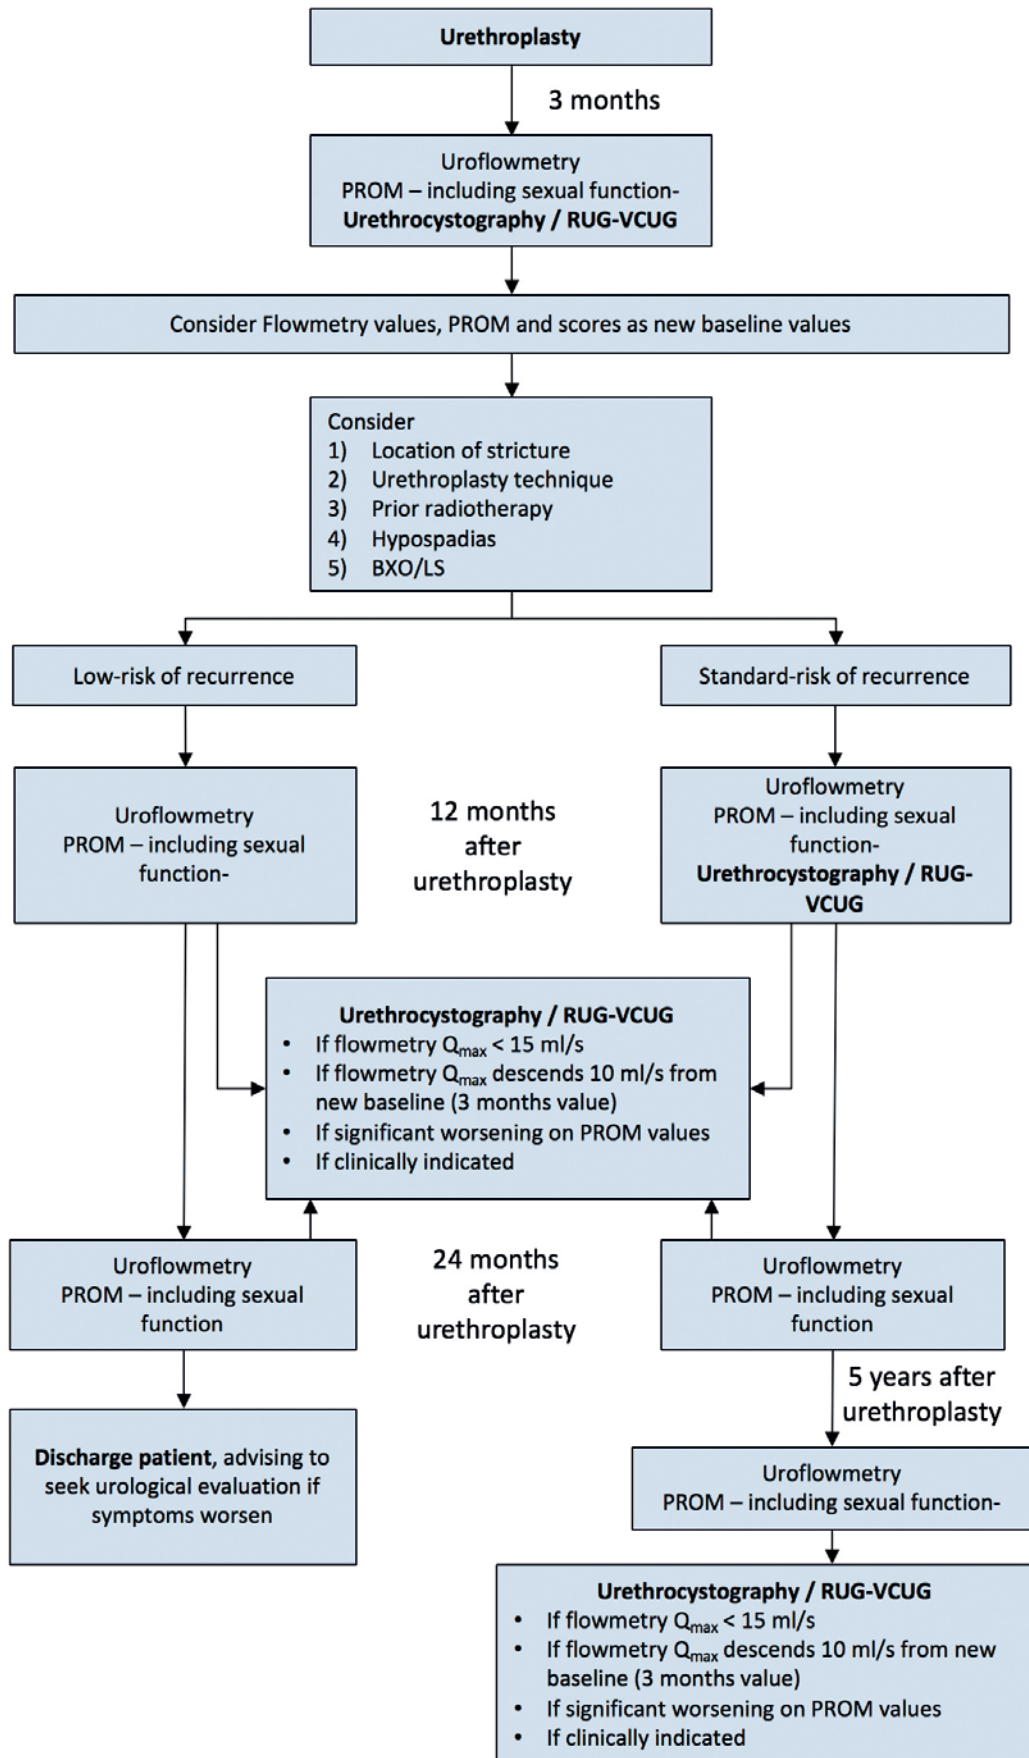 Urethroplasty
3 months
Uroflowmetry
PROM – including sexual function-
Urethrocystography / RUG-VCUG
Consider Flowmetry values, PROM and scores as new baseline values
Consider
1) Location of stricture
2) Urethroplasty technique
3) Prior radiotherapy
4) Hypospadias
5) BXO/LS
Low-risk of recurrence
Standard-risk of recurrence
Uroflowmetry
PROM – including sexual
function-
12 months
after
urethroplasty
Uroflowmetry
PROM – including sexual
function-
Urethrocystography / RUG-
VCUG
Urethrocystography / RUG-VCUG
• If flowmetry Qmax < 15 ml/s
• If flowmetry Qmax descends 10 ml/s from
new baseline (3 months value)
• If significant worsening on PROM values
• If clinically indicated
Uroflowmetry
PROM – including sexual
function
24 months
after
urethroplasty
Uroflowmetry
PROM – including sexual
function
5 years after
urethroplasty
Discharge patient, advising to
seek urological evaluation if
symptoms worsen
Uroflowmetry
PROM – including sexual function-
Urethrocystography / RUG-VCUG
• If flowmetry Qmax < 15 ml/s
• If flowmetry Qmax descends 10 ml/s from new
baseline (3 months value)
• If significant worsening on PROM values
• If clinically indicated